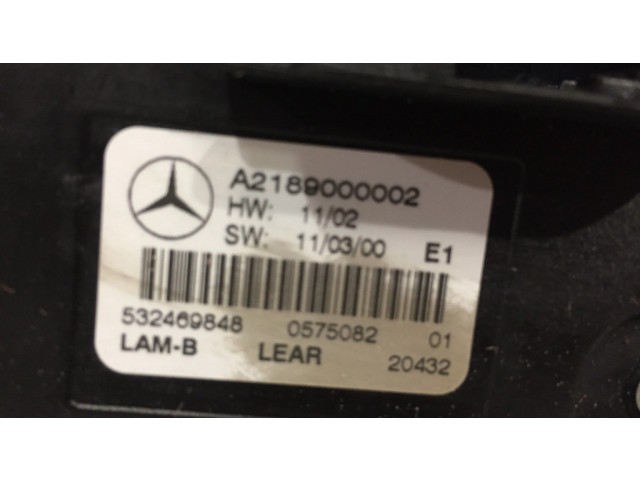 A2189000002
HW: 11/02
SW: 11/03/00 E1
532469848 0575082 01
LAM-B LEAR 20432